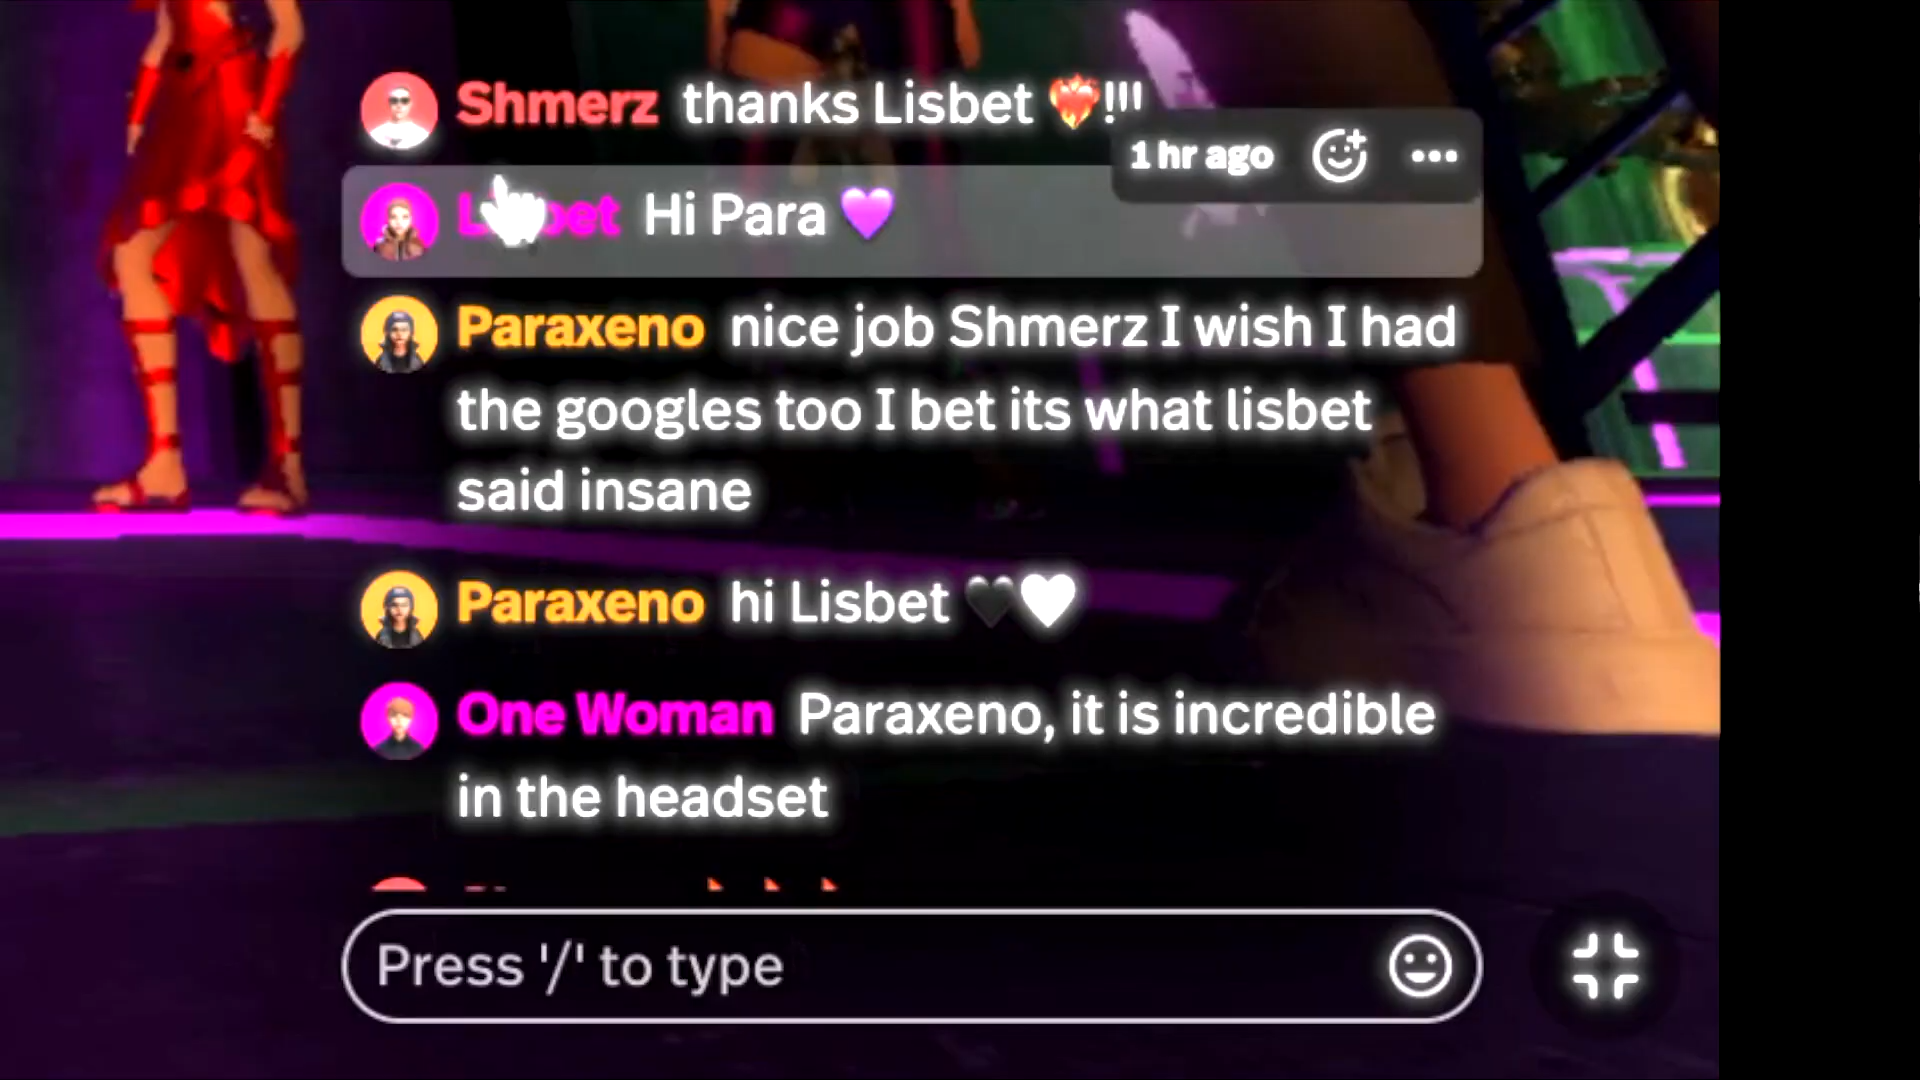 Shmerz thanks Lisbet ❤️‍🔥!!!
1 hr ago
Lisbet Hi Para 💜
Paraxeno nice job Shmerz I wish I had
the googles too I bet its what lisbet
said insane
Paraxeno hi Lisbet 🖤🤍
One Woman Paraxeno, it is incredible
in the headset
Press '/' to type